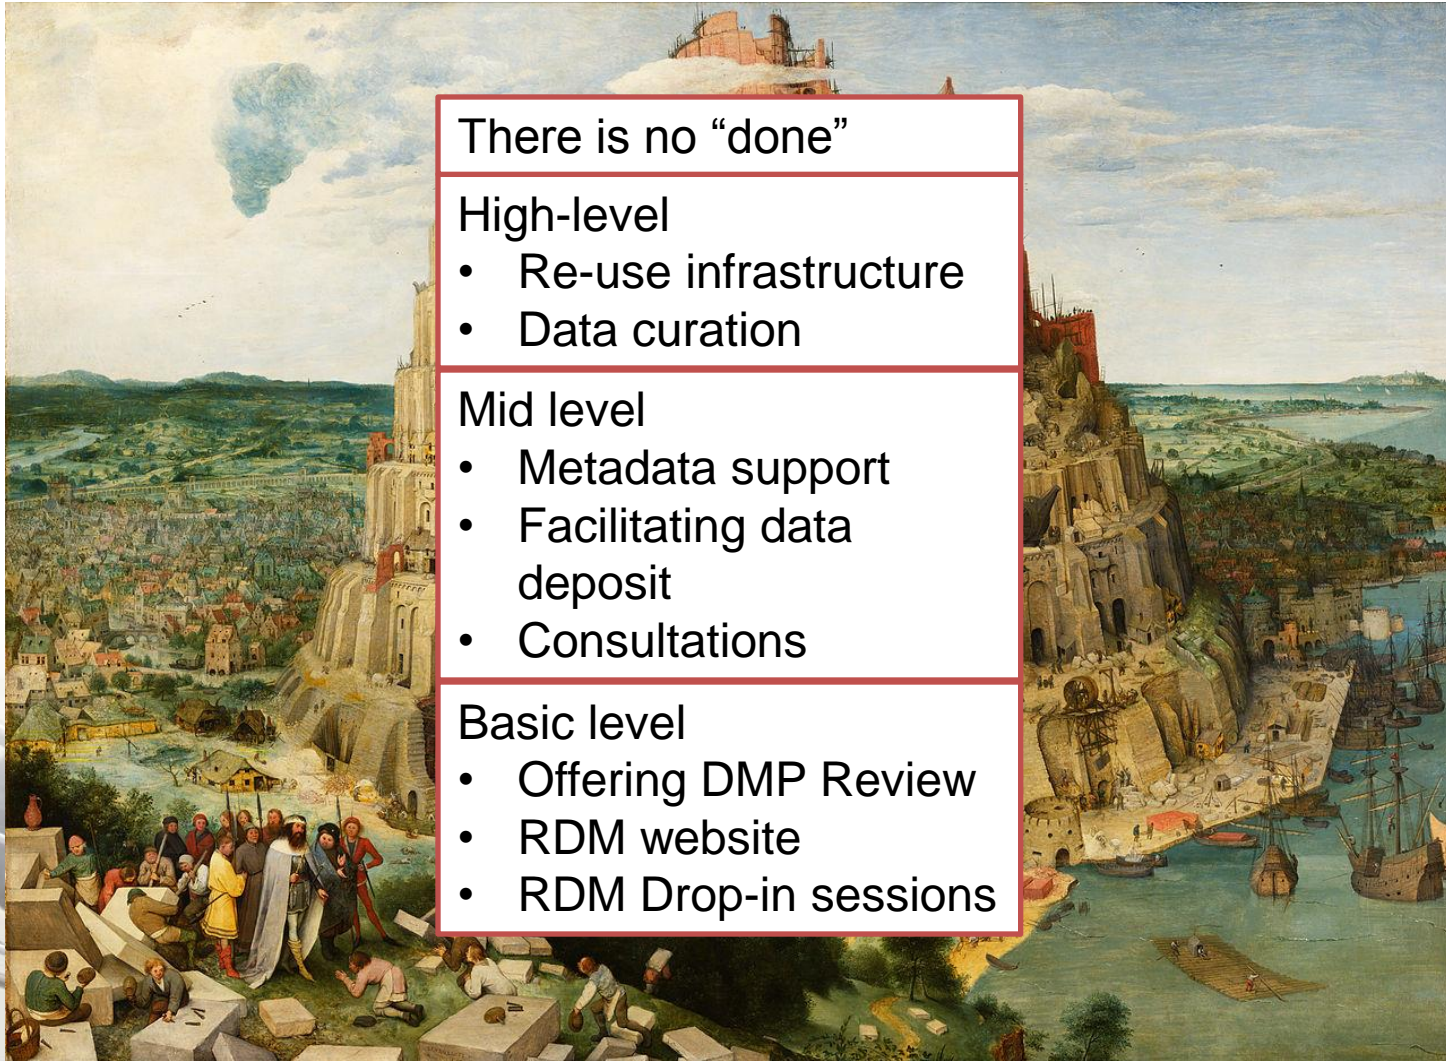 There is no “done”
High-level
• Re-use infrastructure
• Data curation
Mid level
• Metadata support
• Facilitating data
deposit
• Consultations
Basic level
• Offering DMP Review
• RDM website
• RDM Drop-in sessions